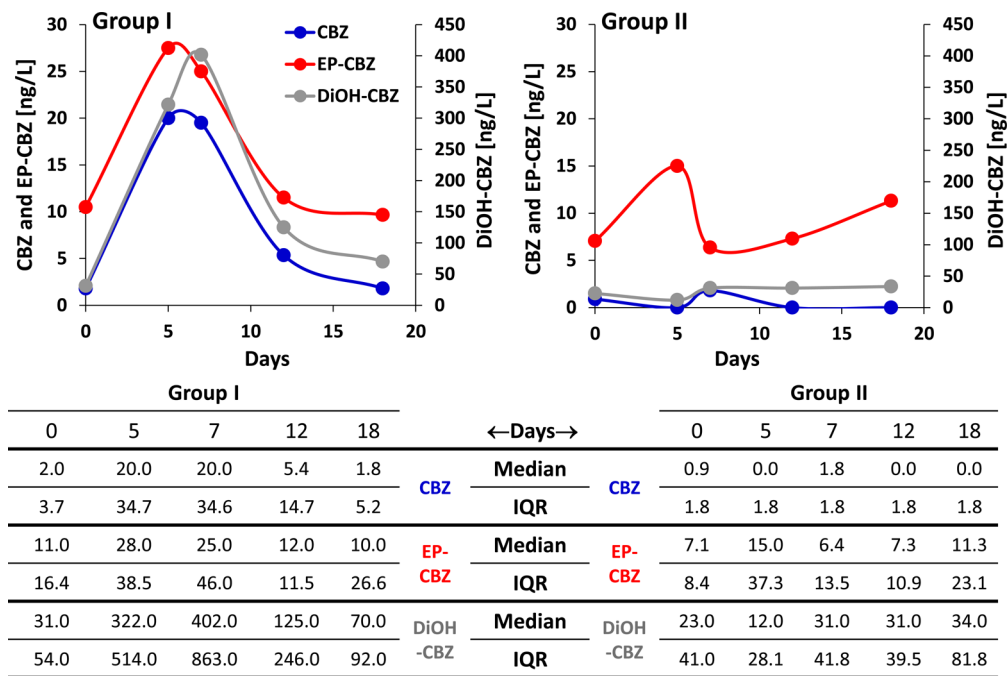 Group I
CBZ
EP-CBZ
DiOH-CBZ
CBZ and EP-CBZ [ng/L]
30
25
20
15
10
5
0
450
400
350
300
250
200
150
100
50
0
DiOH-CBZ [ng/L]
0 5 10 15 20
Days
Group II
CBZ and EP-CBZ [ng/L]
30
25
20
15
10
5
0
450
400
350
300
250
200
150
100
50
0
DiOH-CBZ [ng/L]
0 5 10 15 20
Days
Group I Group II
0 5 7 12 18 ←Days→ 0 5 7 12 18
2.0 20.0 20.0 5.4 1.8 CBZ Median CBZ 0.9 0.0 1.8 0.0 0.0
3.7 34.7 34.6 14.7 5.2 IQR 1.8 1.8 1.8 1.8 1.8
11.0 28.0 25.0 12.0 10.0 EP-CBZ Median EP-CBZ 7.1 15.0 6.4 7.3 11.3
16.4 38.5 46.0 11.5 26.6 IQR 8.4 37.3 13.5 10.9 23.1
31.0 322.0 402.0 125.0 70.0 DiOH-CBZ Median DiOH-CBZ 23.0 12.0 31.0 31.0 34.0
54.0 514.0 863.0 246.0 92.0 IQR 41.0 28.1 41.8 39.5 81.8